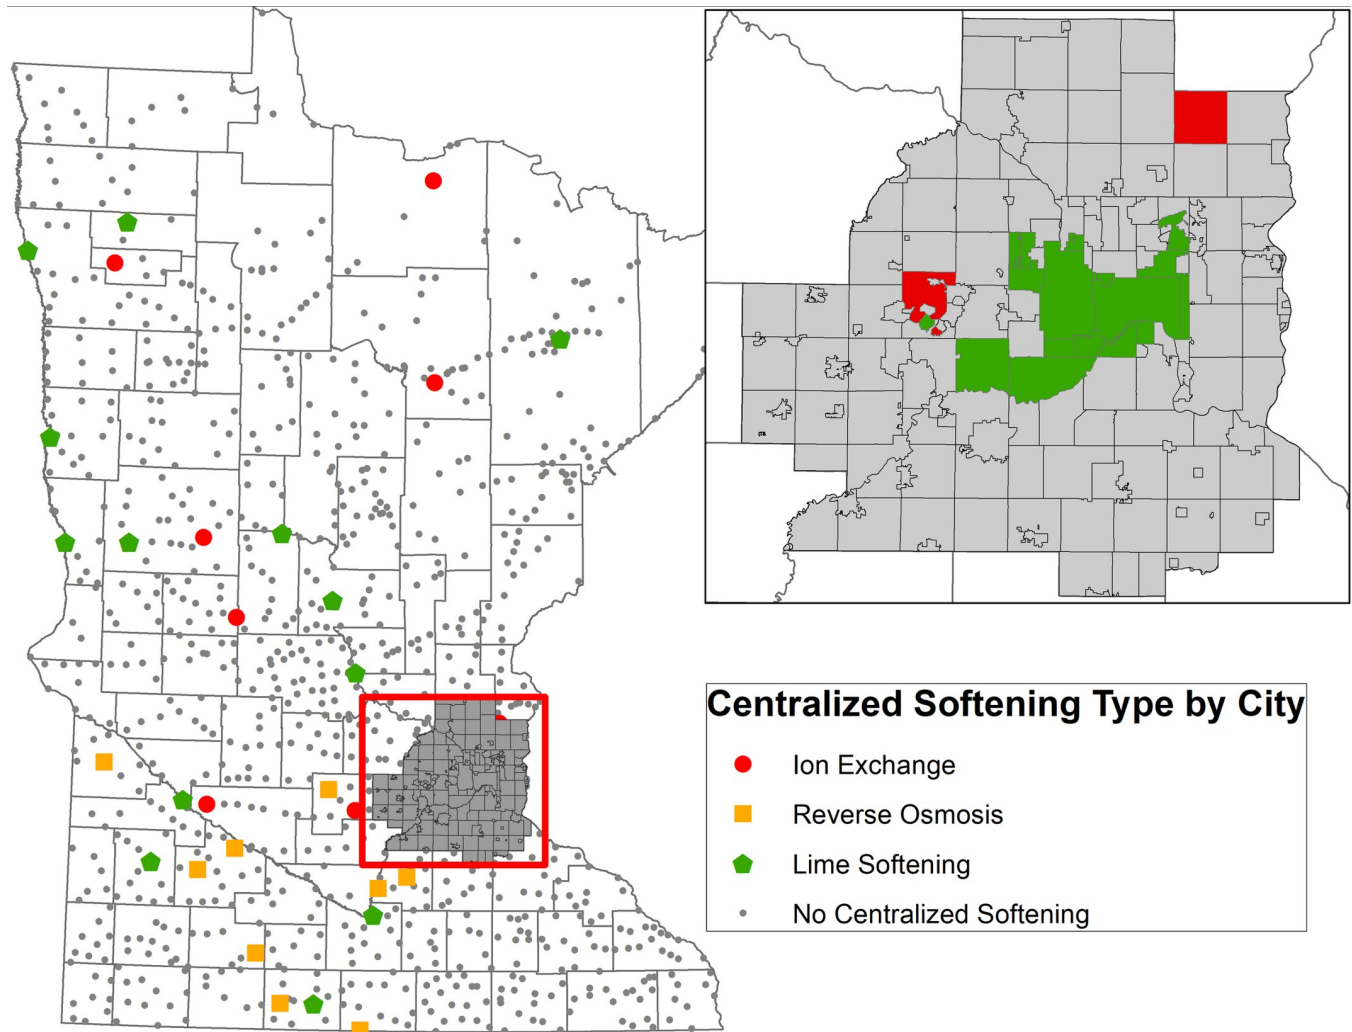 Centralized Softening Type by City
Ion Exchange
Reverse Osmosis
Lime Softening
No Centralized Softening